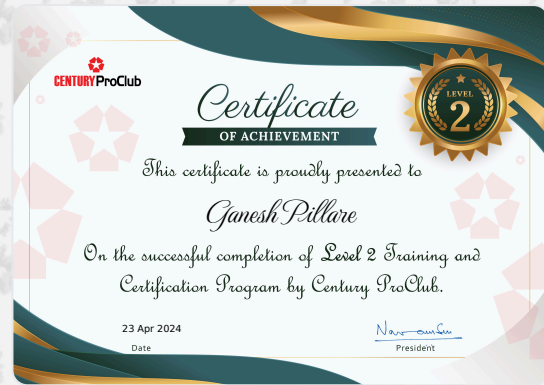 CENTURY ProClub
LEVEL
2
Certificate
OF ACHIEVEMENT
This certificate is proudly presented to
Ganesh Pillare
On the successful completion of Level 2 Training and
Certification Program by Century ProClub.
23 Apr 2024
Date
President